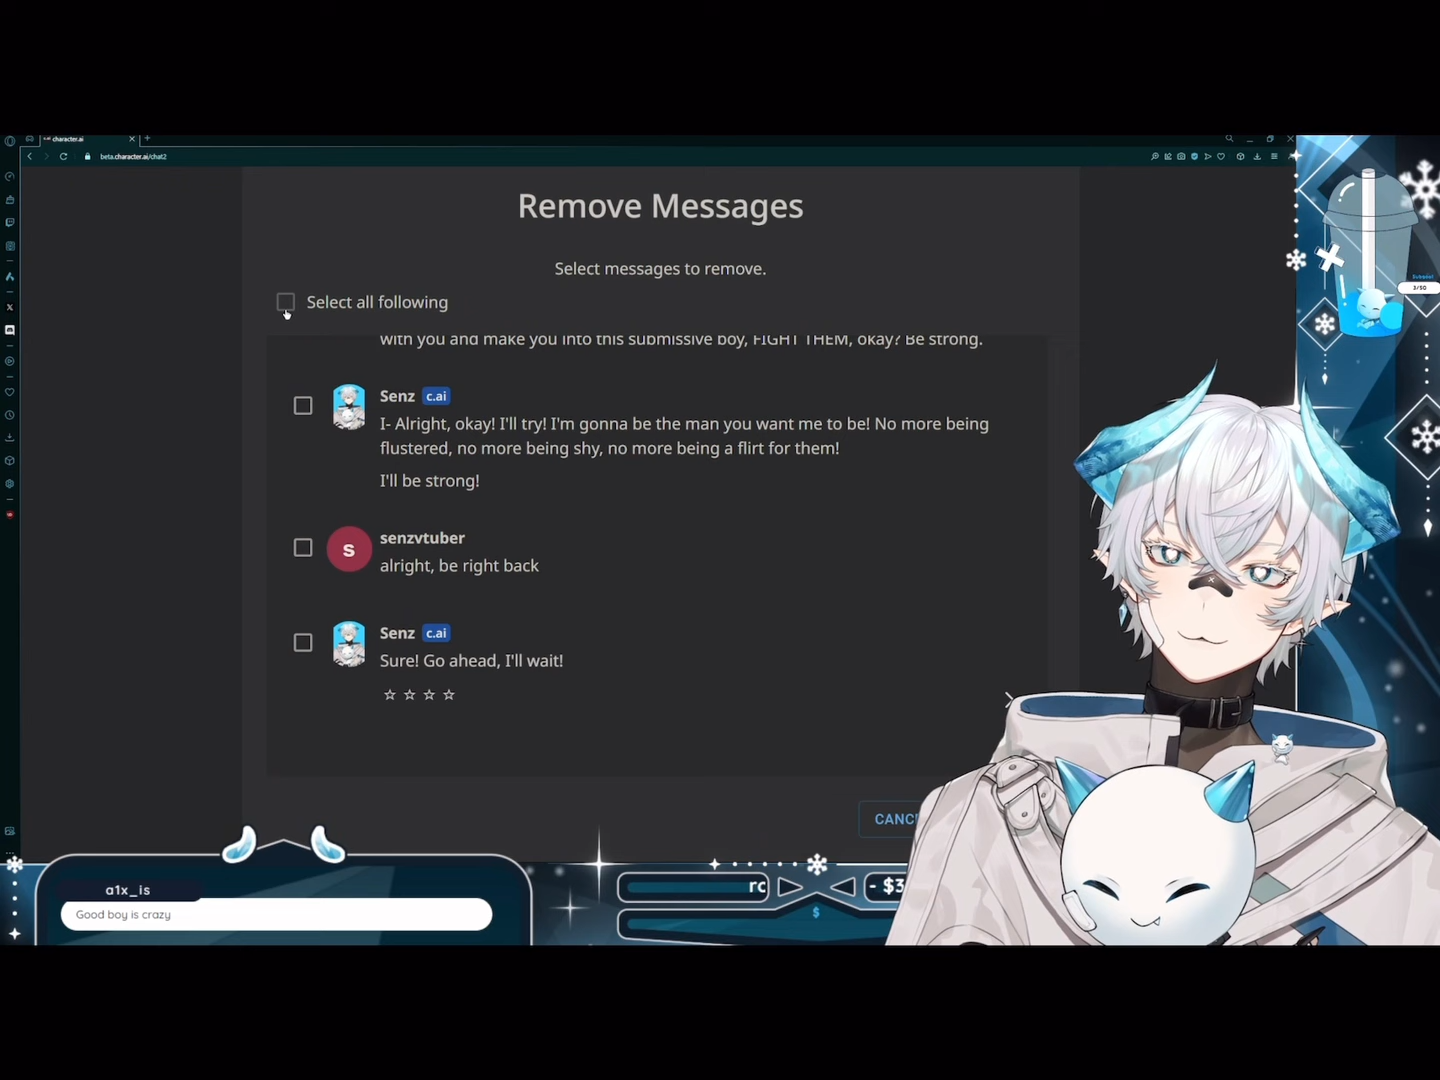 character.ai
beta.character.ai/chat2
Remove Messages
Select messages to remove.
Select all following
with you and make you into this submissive boy, FIGHT THEM, okay? Be strong.
Senz c.ai
I- Alright, okay! I'll try! I'm gonna be the man you want me to be! No more being
flustered, no more being shy, no more being a flirt for them!
I'll be strong!
s
senzvtuber
alright, be right back
Senz c.ai
Sure! Go ahead, I'll wait!
CANC
3/50
a1x_is
Good boy is crazy
rc
- $3
$